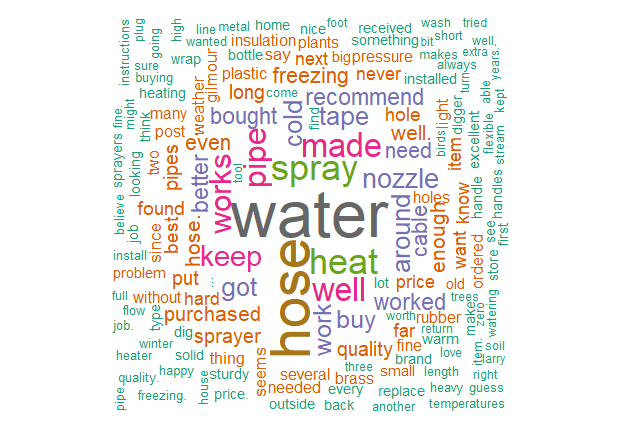 water
hose
spray
heat
made
pipe
works
keep
well
nozzle
tape
recommend
bought
cold
around
cable
need
better
got
work
buy
worked
freezing
never
long
next
even
well.
hole
enough
item
want
know
pipes
found
best
hose.
put
hard
purchased
sprayer
quality
far
fine
price
rubber
brass
several
needed
thing
seems
small
without
since
two
post
many
weather
gilmour
plastic
insulation
plants
say
big
pressure
light
holes
ordered
old
instructions
plug
going
high
line
metal
home
nice
foot
received
wash
tried
wanted
something
bit
short
well,
bottle
makes
extra
sure
wrap
always
turn
years.
buying
heating
come
installed
digger
able
kept
fine.
might
think
find
birds
flexible
excellent
stream
sprayers
looking
tool
handle
handles
believe
job
see
first
install
store
problem
...
lot
trees
watering
full
type
worth
makes
zero
flow
job.
dig
return
warm
soil
winter
solid
love
item.
larry
heater
happy
sturdy
three
brand
length
right
quality.
house
price.
every
replace
heavy
guess
pipe.
freezing.
outside
back
another
temperatures